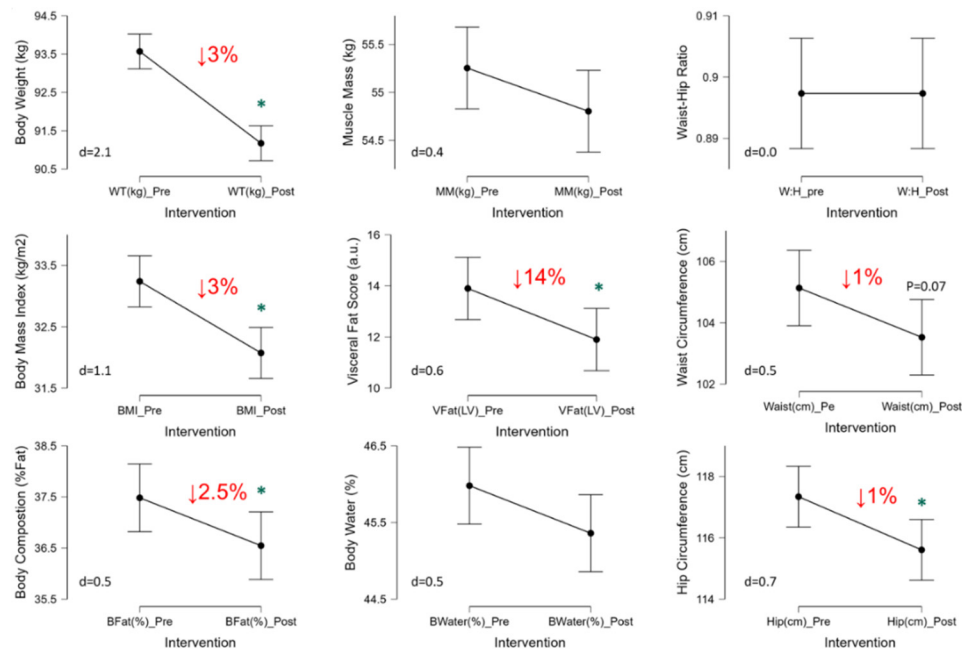 Body Weight (kg)
94.5
93.5
92.5
91.5
90.5
↓3%
*
d=2.1
WT(kg)_Pre
WT(kg)_Post
Intervention
Muscle Mass (kg)
55.5
55
54.5
d=0.4
MM(kg)_Pre
MM(kg)_Post
Intervention
Waist-Hip Ratio
0.91
0.9
0.89
d=0.0
W:H_pre
W:H_Post
Intervention
Body Mass Index (kg/m2)
33.5
32.5
31.5
↓3%
*
d=1.1
BMI_Pre
BMI_Post
Intervention
Visceral Fat Score (a.u.)
16
14
12
10
↓14%
*
d=0.6
VFat(LV)_Pre
VFat(LV)_Post
Intervention
Waist Circumference (cm)
106
104
102
↓1%
P=0.07
d=0.5
Waist(cm)_Pe
Waist(cm)_Post
Intervention
Body Compostion (%Fat)
38.5
37.5
36.5
35.5
↓2.5%
*
d=0.5
BFat(%)_Pre
BFat(%)_Post
Intervention
Body Water (%)
46.5
45.5
44.5
d=0.5
BWater(%)_Pre
BWater(%)_Post
Intervention
Hip Circumference (cm)
118
116
114
↓1%
*
d=0.7
Hip(cm)_Pre
Hip(cm)_Post
Intervention